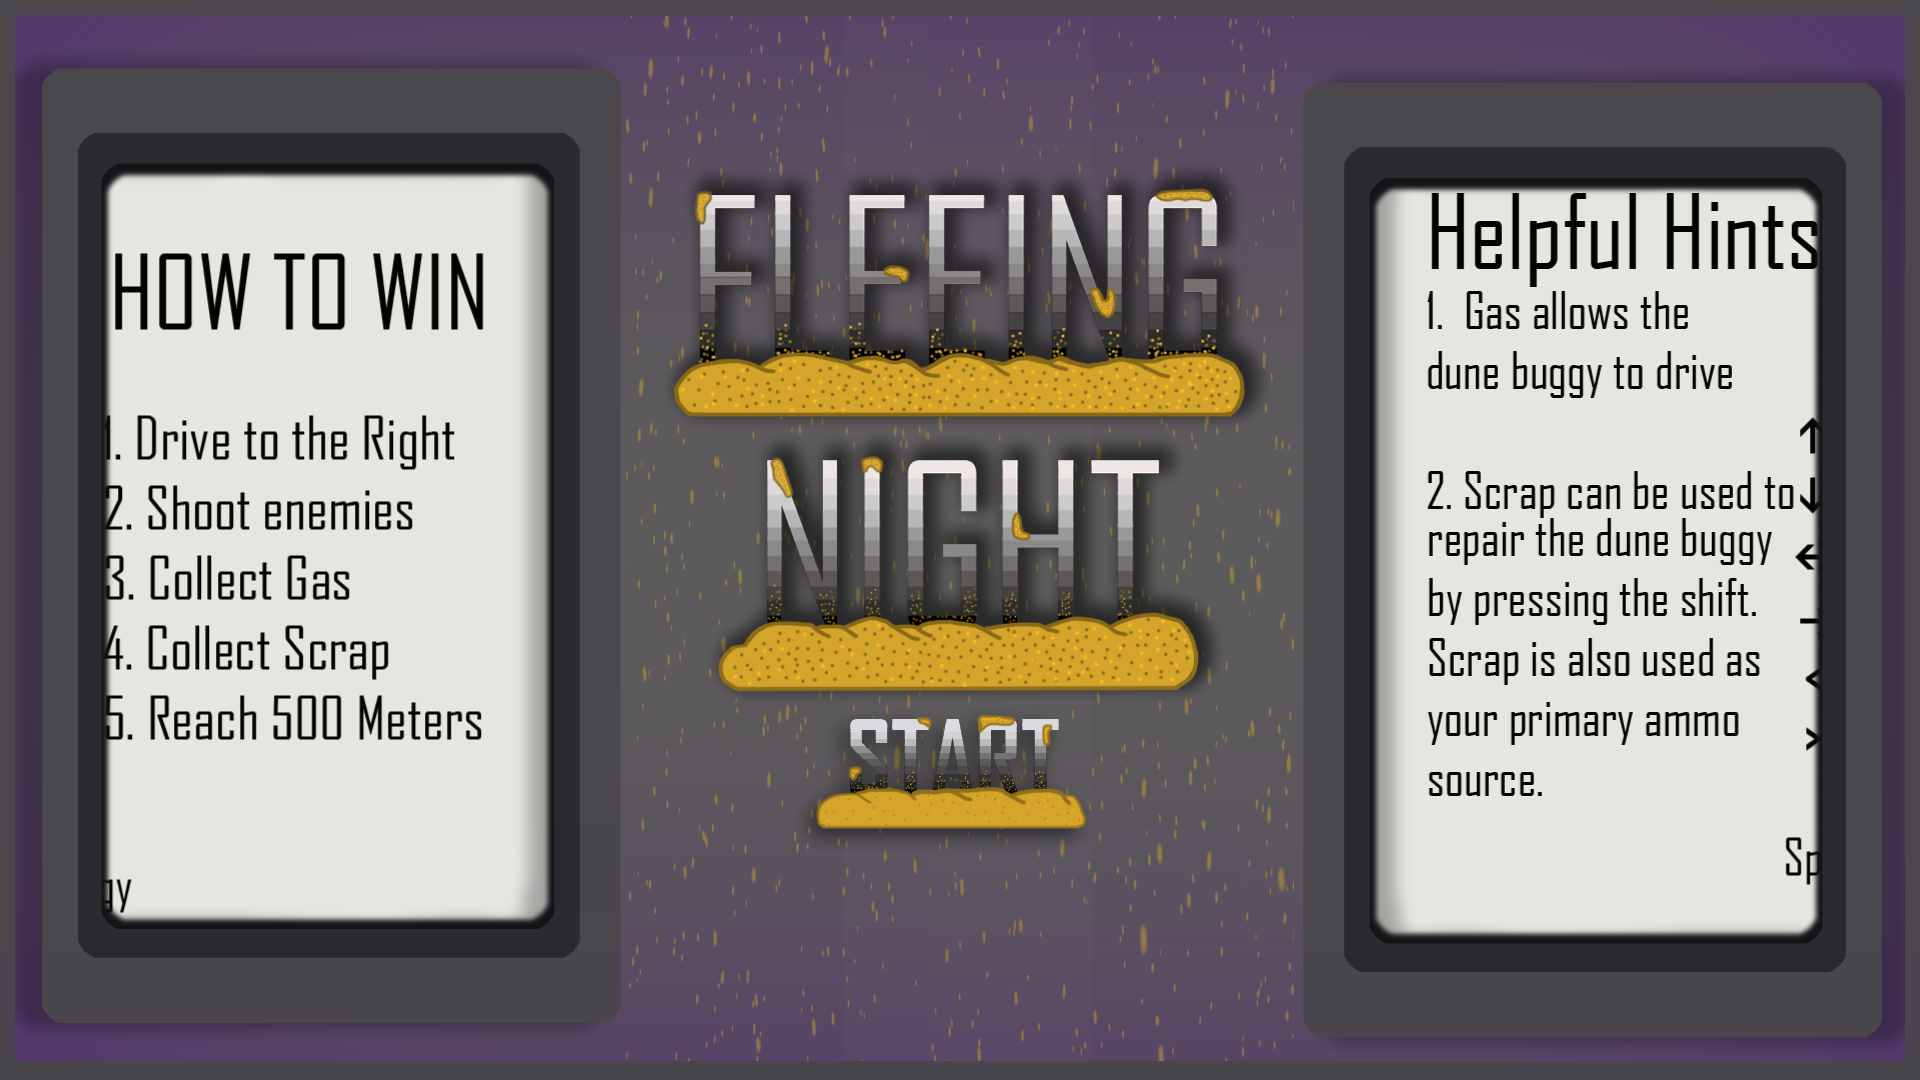 HOW TO WIN
1. Drive to the Right
2. Shoot enemies
3. Collect Gas
4. Collect Scrap
5. Reach 500 Meters
gy
FLEEING
NIGHT
START
Helpful Hints
1. Gas allows the
dune buggy to drive
↑
2. Scrap can be used to ↓
repair the dune buggy ←
by pressing the shift.
Scrap is also used as <
your primary ammo >
source.
Sp